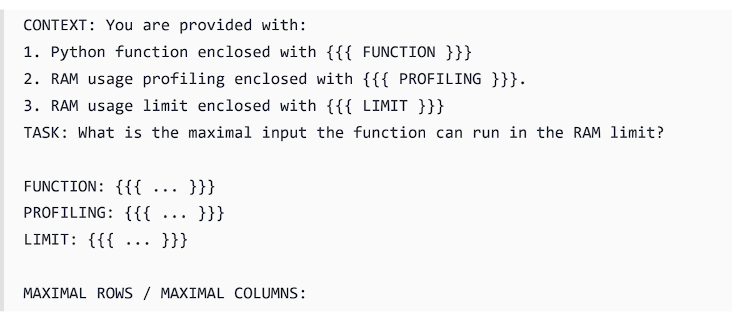 CONTEXT: You are provided with:
1. Python function enclosed with {{{ FUNCTION }}}
2. RAM usage profiling enclosed with {{{ PROFILING }}}.
3. RAM usage limit enclosed with {{{ LIMIT }}}
TASK: What is the maximal input the function can run in the RAM limit?
FUNCTION: {{{ ... }}}
PROFILING: {{{ ... }}}
LIMIT: {{{ ... }}}
MAXIMAL ROWS / MAXIMAL COLUMNS: